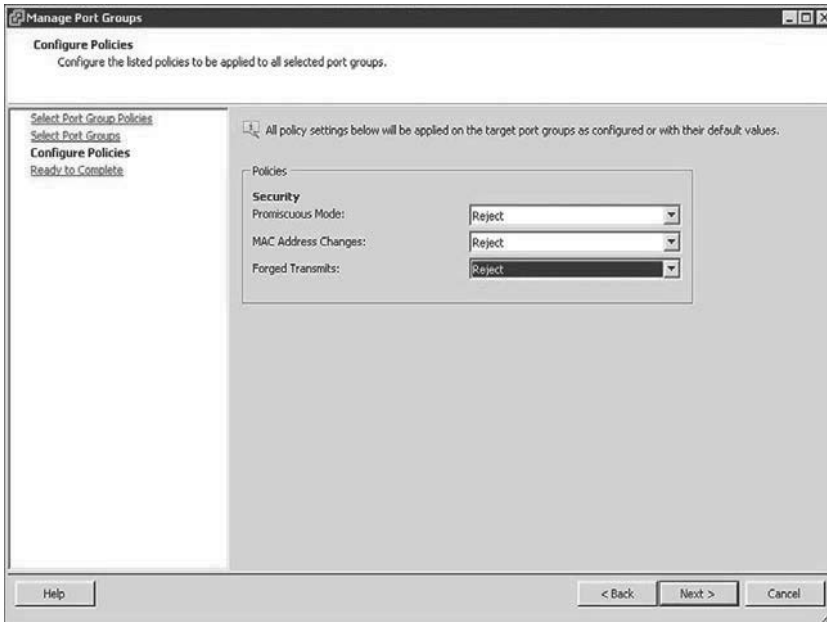 Manage Port Groups
Configure Policies
Configure the listed policies to be applied to all selected port groups.
Select Port Group Policies
Select Port Groups
Configure Policies
Ready to Complete
All policy settings below will be applied on the target port groups as configured or with their default values.
Policies
Security
Promiscuous Mode: Reject
MAC Address Changes: Reject
Forged Transmits: Reject
Help < Back Next > Cancel